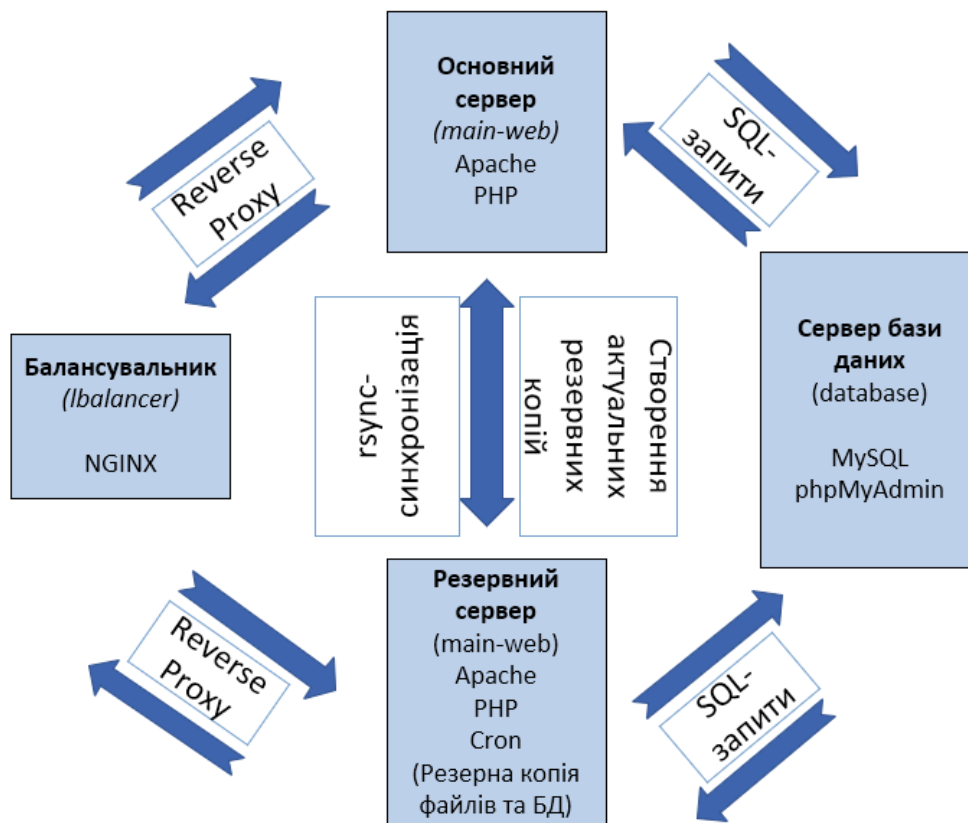 Основний
сервер
(main-web)
Apache
PHP
Reverse
Proxy
SQL-
запити
Балансувальник
(lbalancer)
NGINX
rsync-
синхронізація
Створення
актуальних
резервних
копій
Сервер бази
даних
(database)
MySQL
phpMyAdmin
Резервний
сервер
(main-web)
Apache
PHP
Cron
(Резерна копія
файлів та БД)
Reverse
Proxy
SQL-
запити